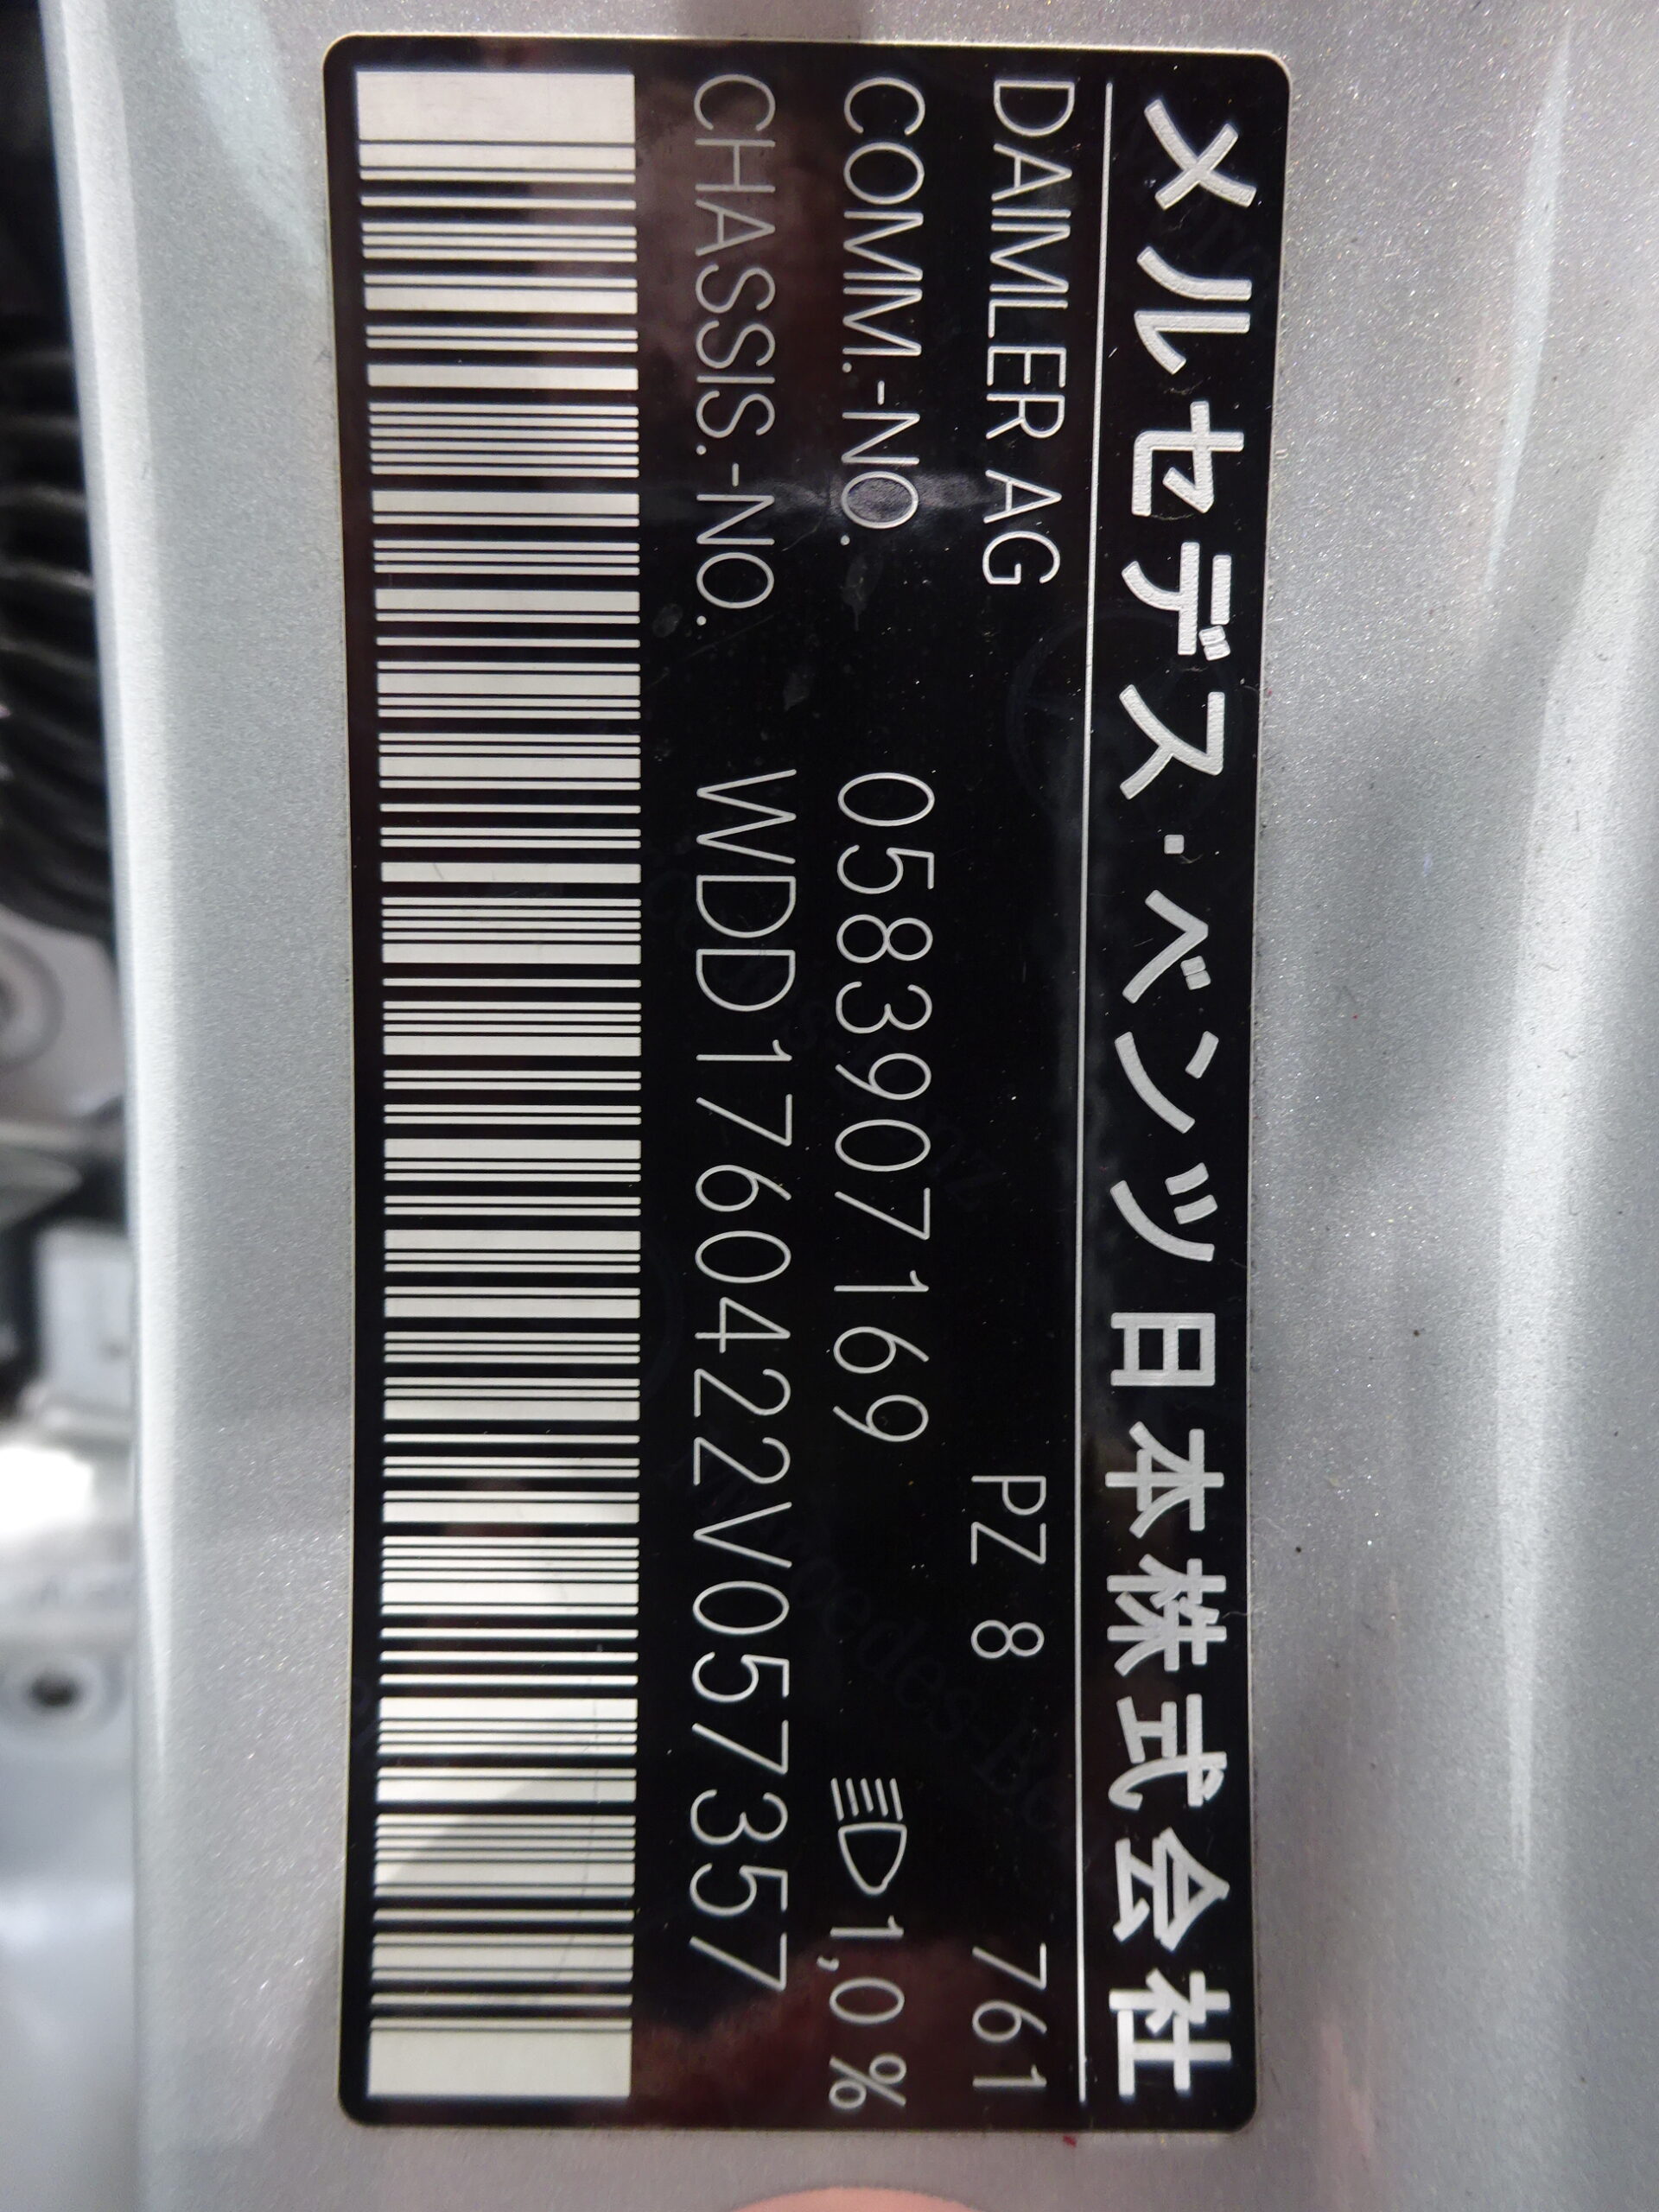 メルセデス・ベンツ日本株式会社
DAIMLER AG PZ 8 761
COMM.-NO. 0583907169 1,0 %
CHASSIS.-NO. WDD1760422V057357